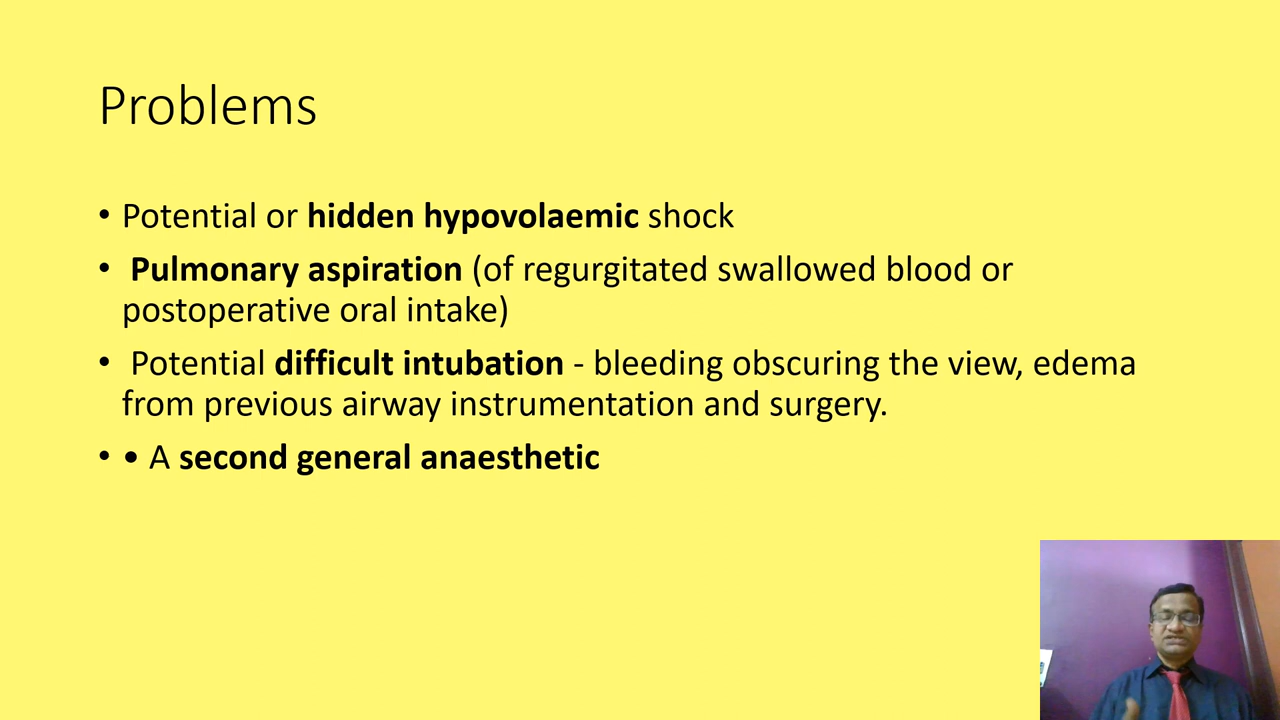 Problems
• Potential or hidden hypovolaemic shock
• Pulmonary aspiration (of regurgitated swallowed blood or
postoperative oral intake)
• Potential difficult intubation - bleeding obscuring the view, edema
from previous airway instrumentation and surgery.
• • A second general anaesthetic